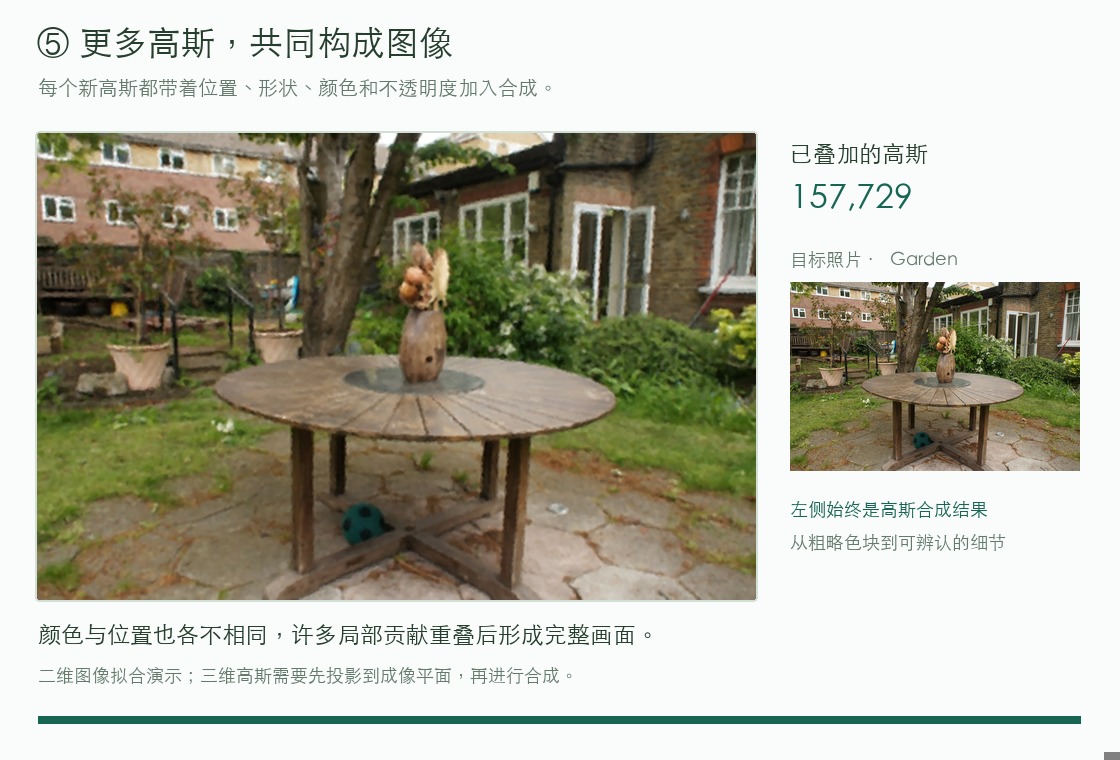 ⑤ 更多高斯，共同构成图像
每个新高斯都带着位置、形状、颜色和不透明度加入合成。
已叠加的高斯
157,729
目标照片 · Garden
左侧始终是高斯合成结果
从粗略色块到可辨认的细节
颜色与位置也各不相同，许多局部贡献重叠后形成完整画面。
二维图像拟合演示；三维高斯需要先投影到成像平面，再进行合成。